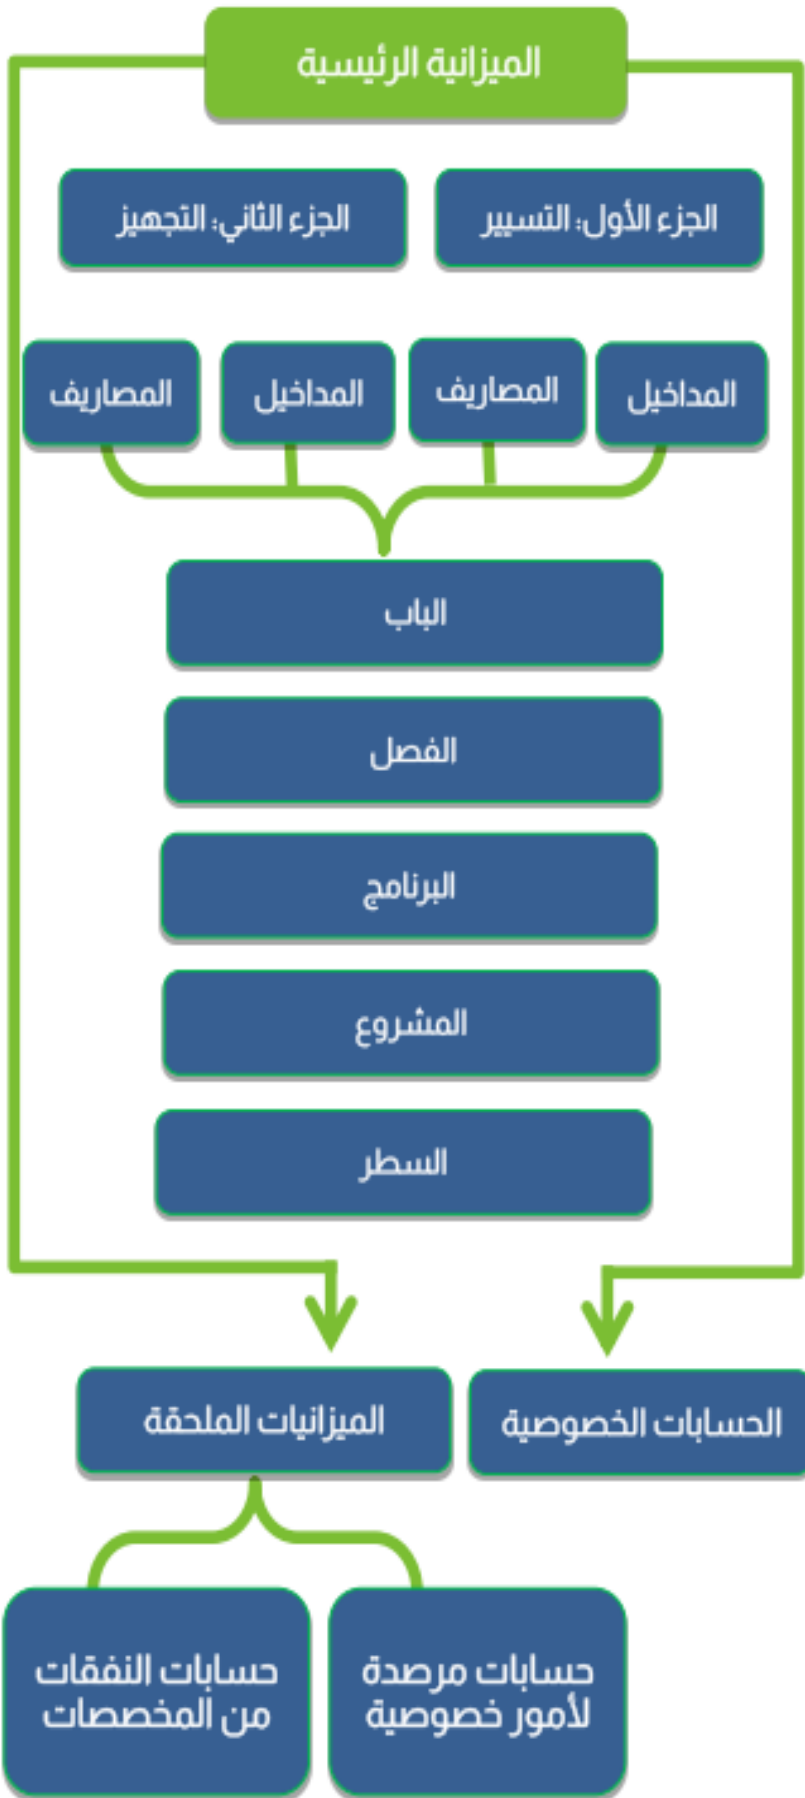 الميزانية الرئيسية
الجزء الأول: التسيير
الجزء الثاني: التجهيز
المداخيل
المصاريف
المداخيل
المصاريف
الباب
الفصل
البرنامج
المشروع
السطر
الحسابات الخصوصية
الميزانيات الملحقة
حسابات مرصدة
لأمور خصوصية
حسابات النفقات
من المخصصات